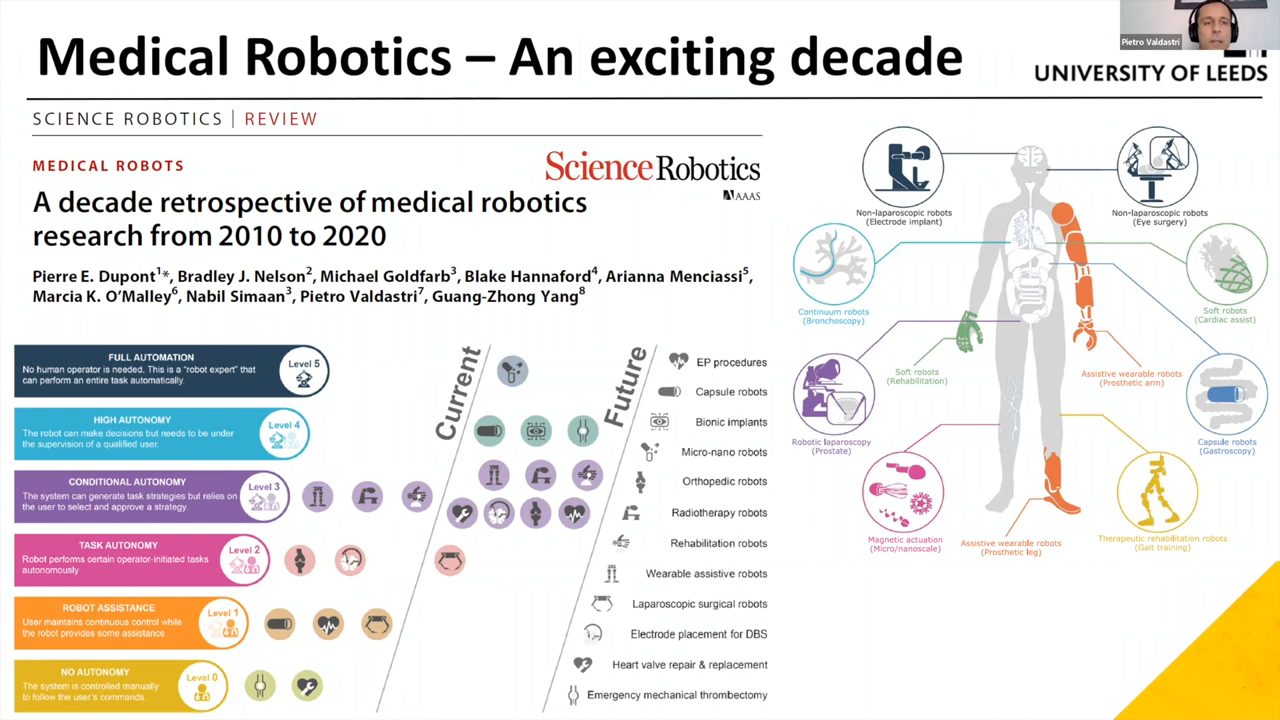 Medical Robotics – An exciting decade
Pietro Valdastri
UNIVERSITY OF LEEDS
SCIENCE ROBOTICS | REVIEW
MEDICAL ROBOTS
Science Robotics
AAAS
A decade retrospective of medical robotics
research from 2010 to 2020
Pierre E. Dupont1*, Bradley J. Nelson2, Michael Goldfarb3, Blake Hannaford4, Arianna Menciassi5,
Marcia K. O'Malley6, Nabil Simaan3, Pietro Valdastri7, Guang-Zhong Yang8
FULL AUTOMATION
No human operator is needed. This is a "robot expert" that
can perform an entire task automatically.
Level 5
HIGH AUTONOMY
The robot can make decisions but needs to be under
the supervision of a qualified user.
Level 4
CONDITIONAL AUTONOMY
The system can generate task strategies but relies on
the user to select and approve a strategy.
Level 3
TASK AUTONOMY
Robot performs certain operator-initiated tasks
autonomously
Level 2
ROBOT ASSISTANCE
User maintains continuous control while
the robot provides some assistance
Level 1
NO AUTONOMY
The system is controlled manually
to follow the user's commands.
Level 0
Current
Future
EP procedures
Capsule robots
Bionic implants
Micro-nano robots
Orthopedic robots
Radiotherapy robots
Rehabilitation robots
Wearable assistive robots
Laparoscopic surgical robots
Electrode placement for DBS
Heart valve repair & replacement
Emergency mechanical thrombectomy
Non-laparoscopic robots
(Electrode implant)
Non-laparoscopic robots
(Eye surgery)
Continuum robots
(Bronchoscopy)
Soft robots
(Cardiac assist)
Soft robots
(Rehabilitation)
Assistive wearable robots
(Prosthetic arm)
Robotic laparoscopy
(Prostate)
Capsule robots
(Gastroscopy)
Magnetic actuation
(Micro/nanoscale)
Assistive wearable robots
(Prosthetic leg)
Therapeutic rehabilitation robots
(Gait training)